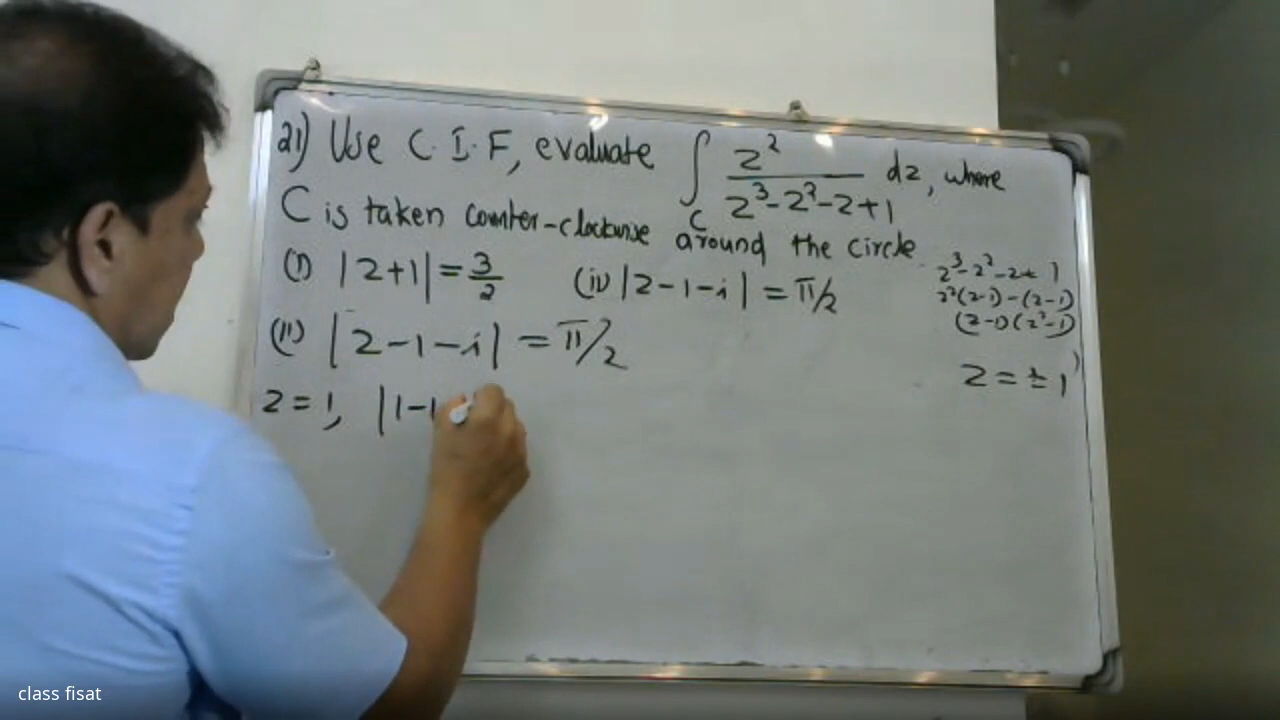 21) Use C.I.F, evaluate ∫_C z²/(z³-z²-z+1) dz, where
C is taken counter-clockwise around the circle
(i) |z+1| = 3/2 (ii) |z-1-i| = π/2
(ii) |z-1-i| = π/2
z = 1, |1-1
z³-z²-z+1
z²(z-1)-(z-1)
(z-1)(z²-1)
z = ±1
class fisat